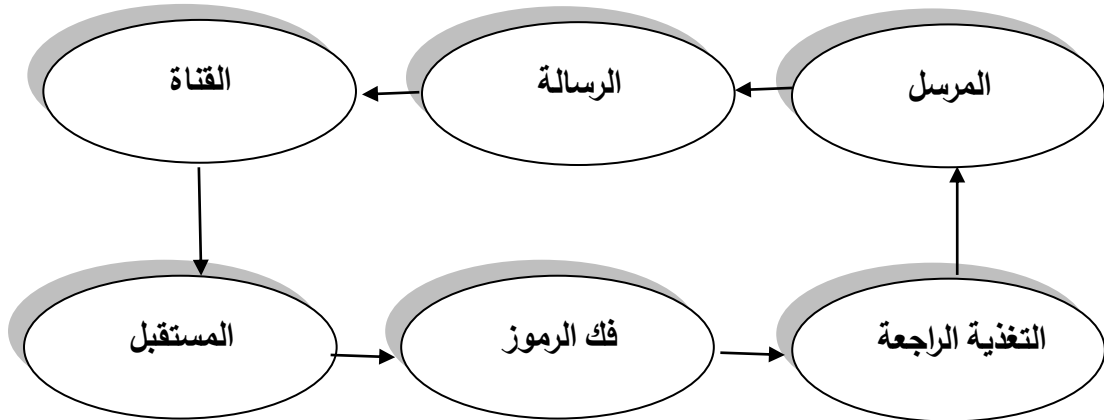 المرسل
الرسالة
القناة
المستقبل
فك الرموز
التغذية الراجعة